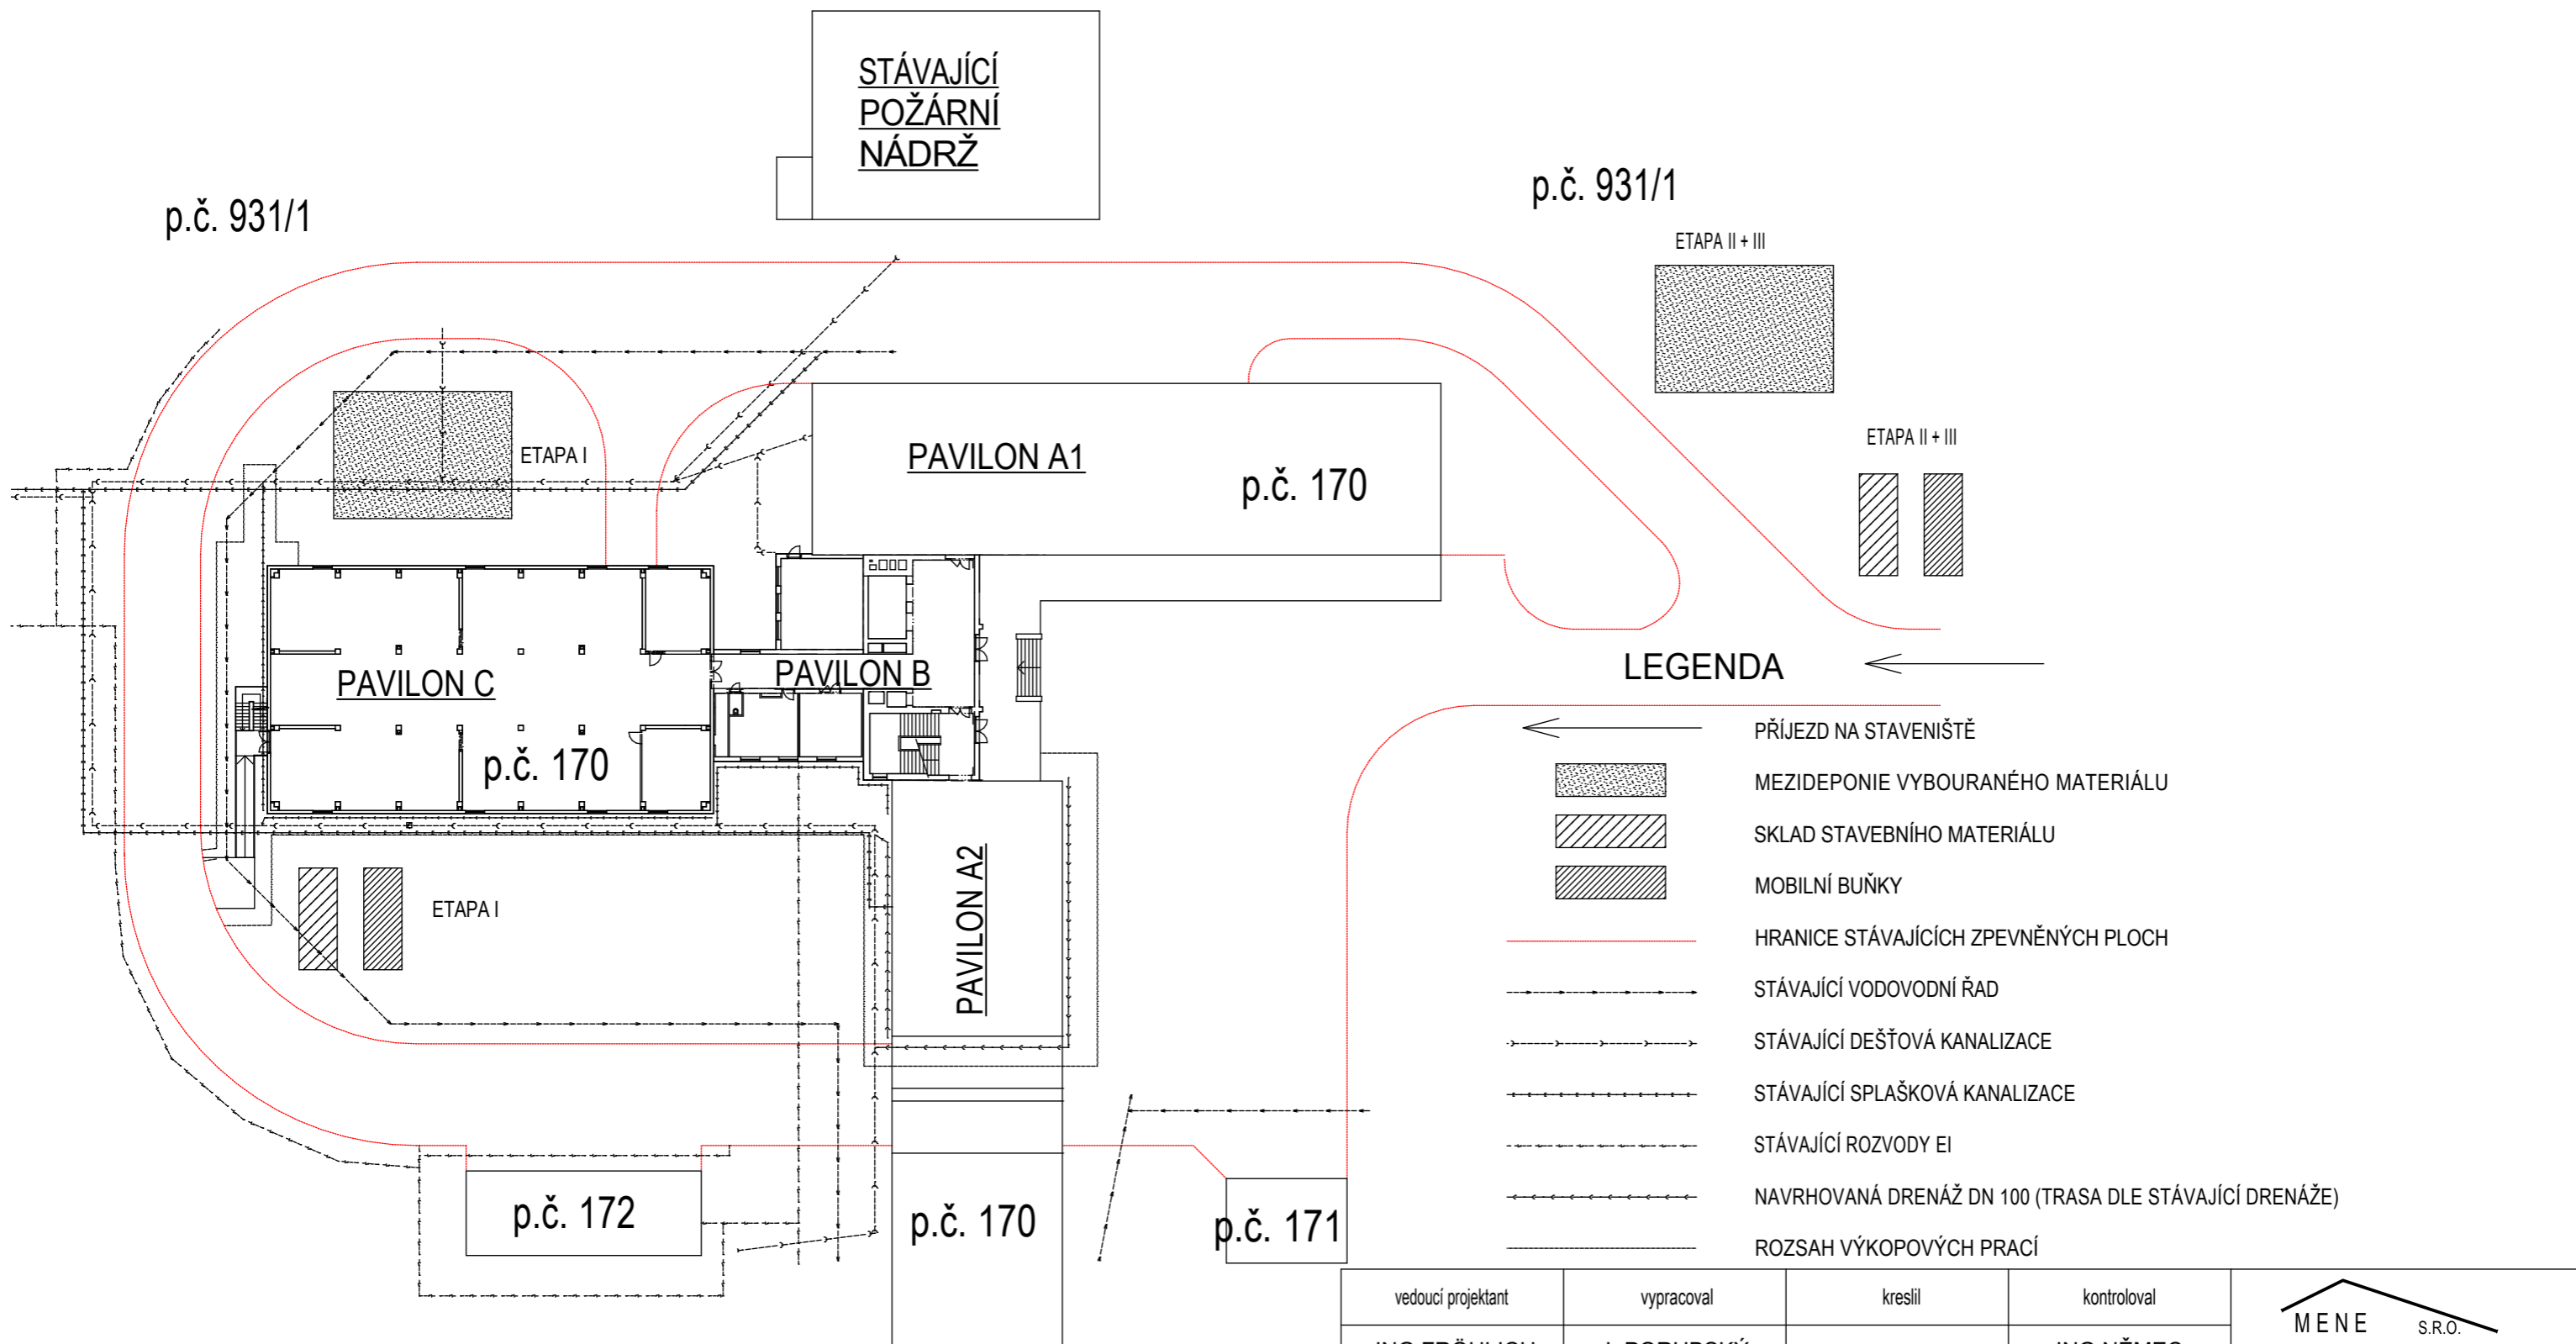 STÁVAJÍCÍ
POŽÁRNÍ
NÁDRŽ
p.č. 931/1
p.č. 931/1
ETAPA II + III
ETAPA II + III
ETAPA I
PAVILON A1
p.č. 170
PAVILON C
PAVILON B
p.č. 170
PAVILON A2
ETAPA I
p.č. 172
p.č. 170
p.č. 171
LEGENDA
PŘÍJEZD NA STAVENIŠTĚ
MEZIDEPONIE VYBOURANÉHO MATERIÁLU
SKLAD STAVEBNÍHO MATERIÁLU
MOBILNÍ BUŇKY
HRANICE STÁVAJÍCÍCH ZPEVNĚNÝCH PLOCH
STÁVAJÍCÍ VODOVODNÍ ŘAD
STÁVAJÍCÍ DEŠŤOVÁ KANALIZACE
STÁVAJÍCÍ SPLAŠKOVÁ KANALIZACE
STÁVAJÍCÍ ROZVODY EI
NAVRHOVANÁ DRENÁŽ DN 100 (TRASA DLE STÁVAJÍCÍ DRENÁŽE)
ROZSAH VÝKOPOVÝCH PRACÍ
vedoucí projektant
vypracoval
kreslil
kontroloval
MENE S.R.O.